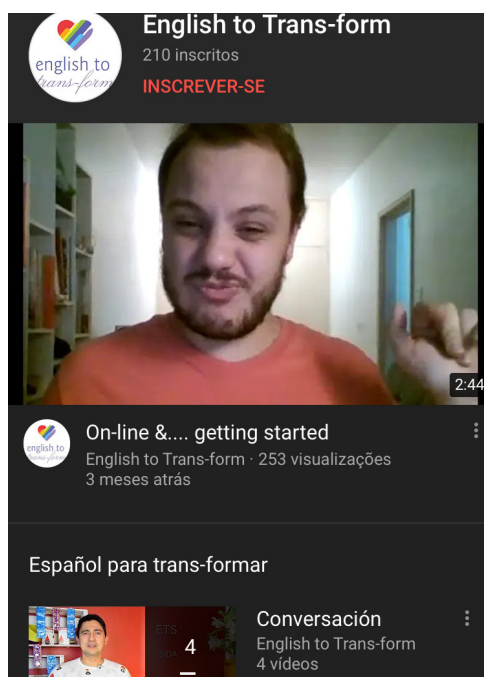 English to Trans-form
210 inscritos
INSCREVER-SE
english to
trans-form
2:44
On-line &.... getting started
English to Trans-form · 253 visualizações
3 meses atrás
english to
trans-form
Español para trans-formar
ETS
SIDA
4
Conversación
English to Trans-form
4 vídeos